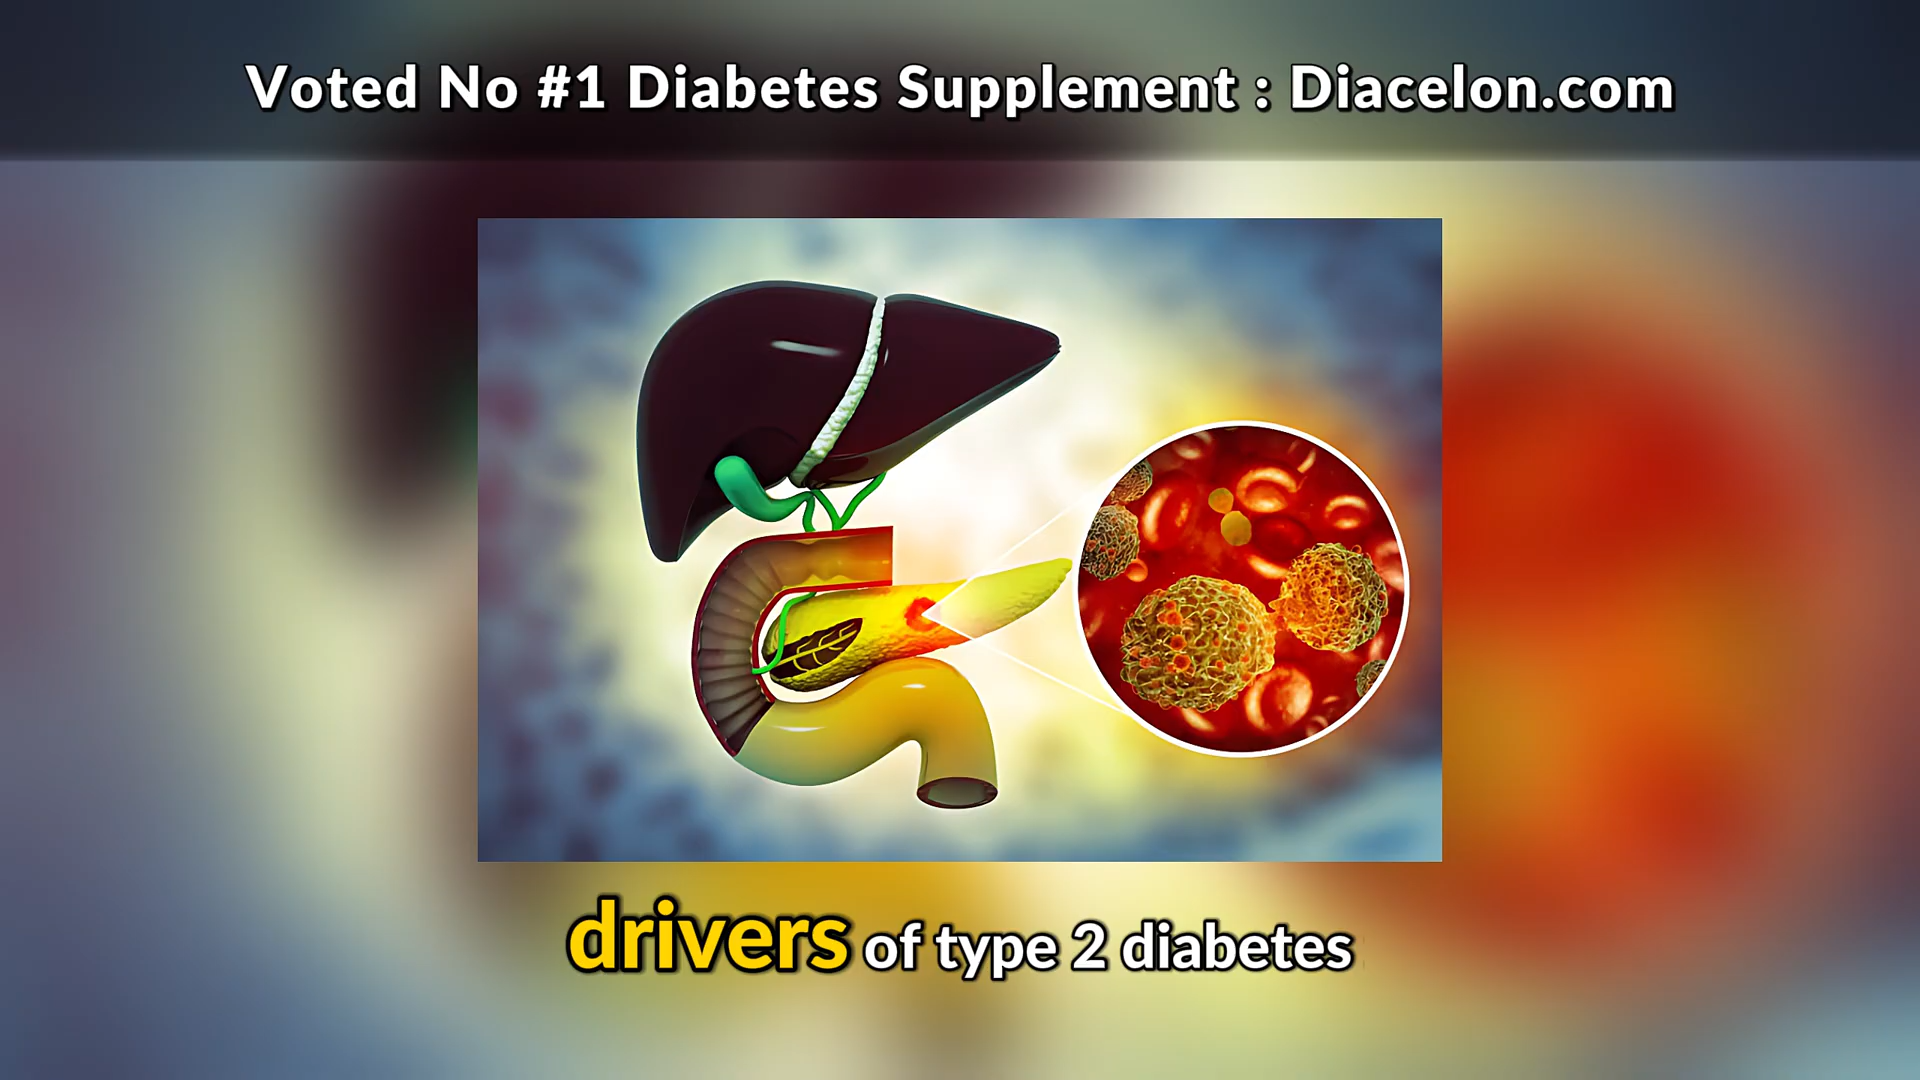 Voted No #1 Diabetes Supplement : Diacelon.com
drivers of type 2 diabetes